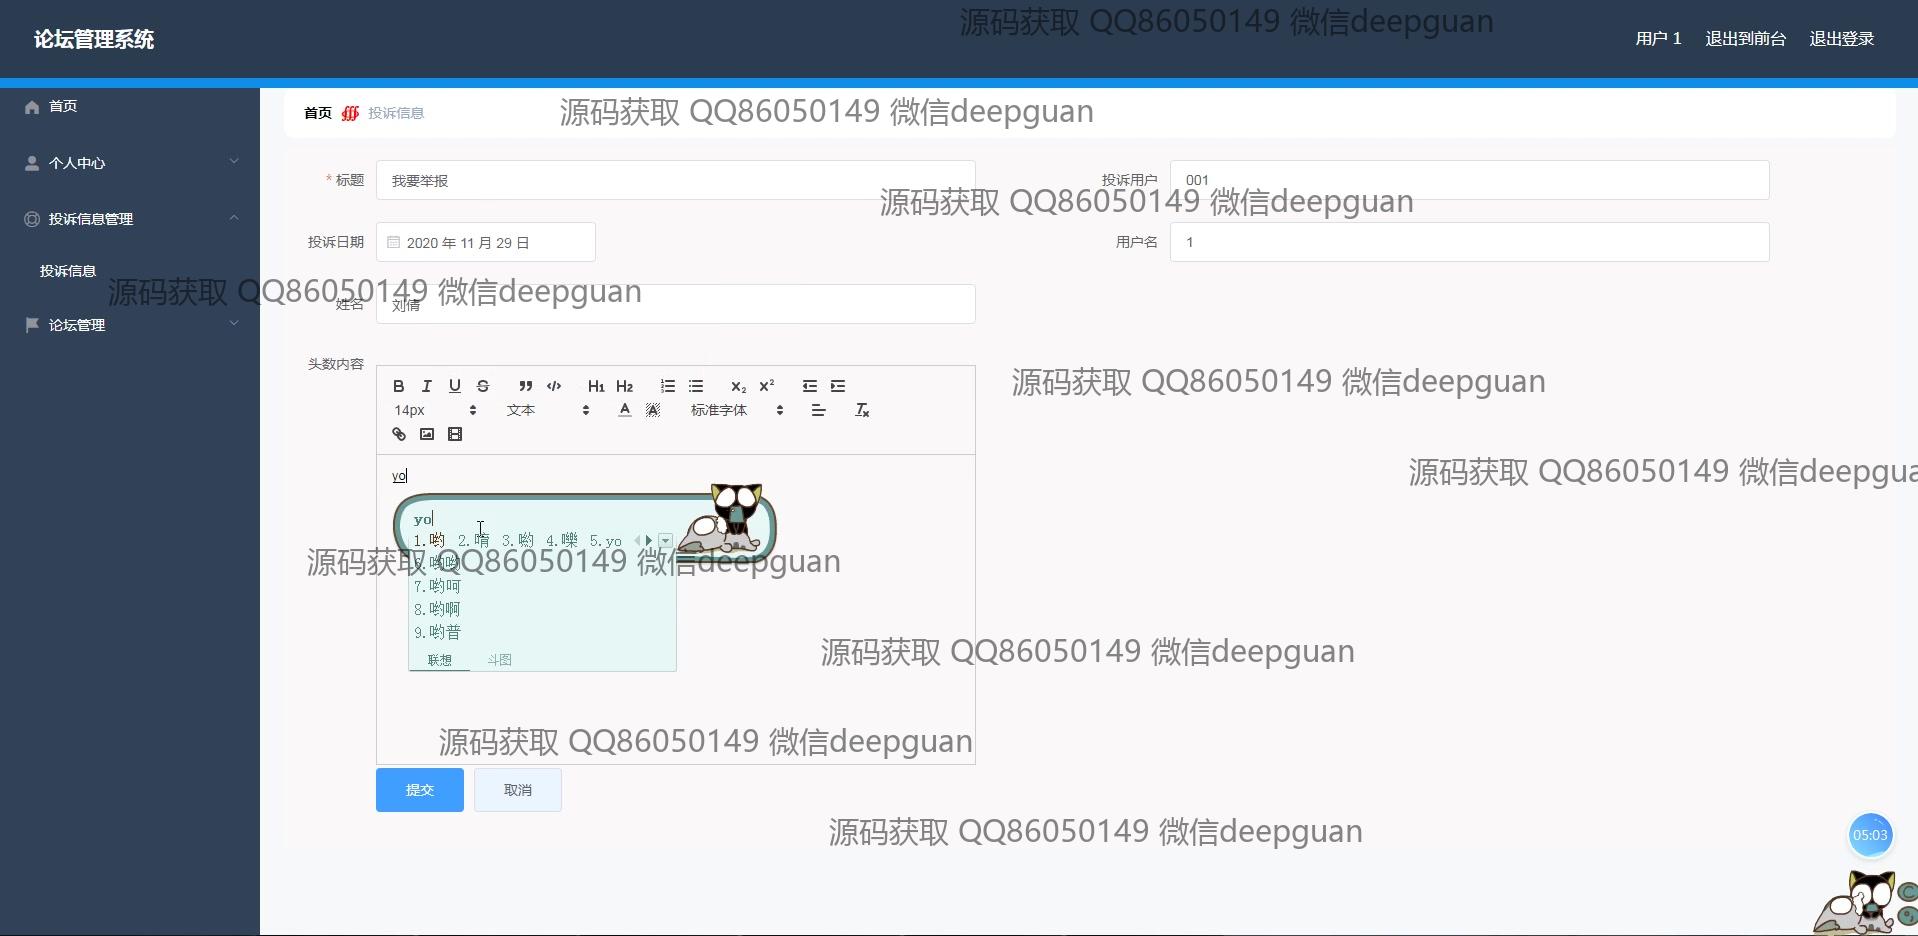 源码获取 QQ86050149 微信deepguan
论坛管理系统
用户 1 退出到前台 退出登录
首页
首页 投诉信息
源码获取 QQ86050149 微信deepguan
个人中心
* 标题 我要举报
投诉用户 001
源码获取 QQ86050149 微信deepguan
投诉信息管理
投诉日期 2020 年 11 月 29 日
用户名 1
投诉信息
源码获取 QQ86050149 微信deepguan
姓名 刘倩
论坛管理
头数内容
B I U S ” </> H1 H2 X2 X2
源码获取 QQ86050149 微信deepguan
14px 文本 A A 标准字体 Tx
源码获取 QQ86050149 微信deepgua
yo
yo
1.哟 2.唷 3.喲 4.嚛 5.yo
6.哟哟
源码获取 QQ86050149 微信deepguan
7.哟呵
8.哟啊
9.哟普
联想 斗图
源码获取 QQ86050149 微信deepguan
源码获取 QQ86050149 微信deepguan
提交 取消
源码获取 QQ86050149 微信deepguan
05:03